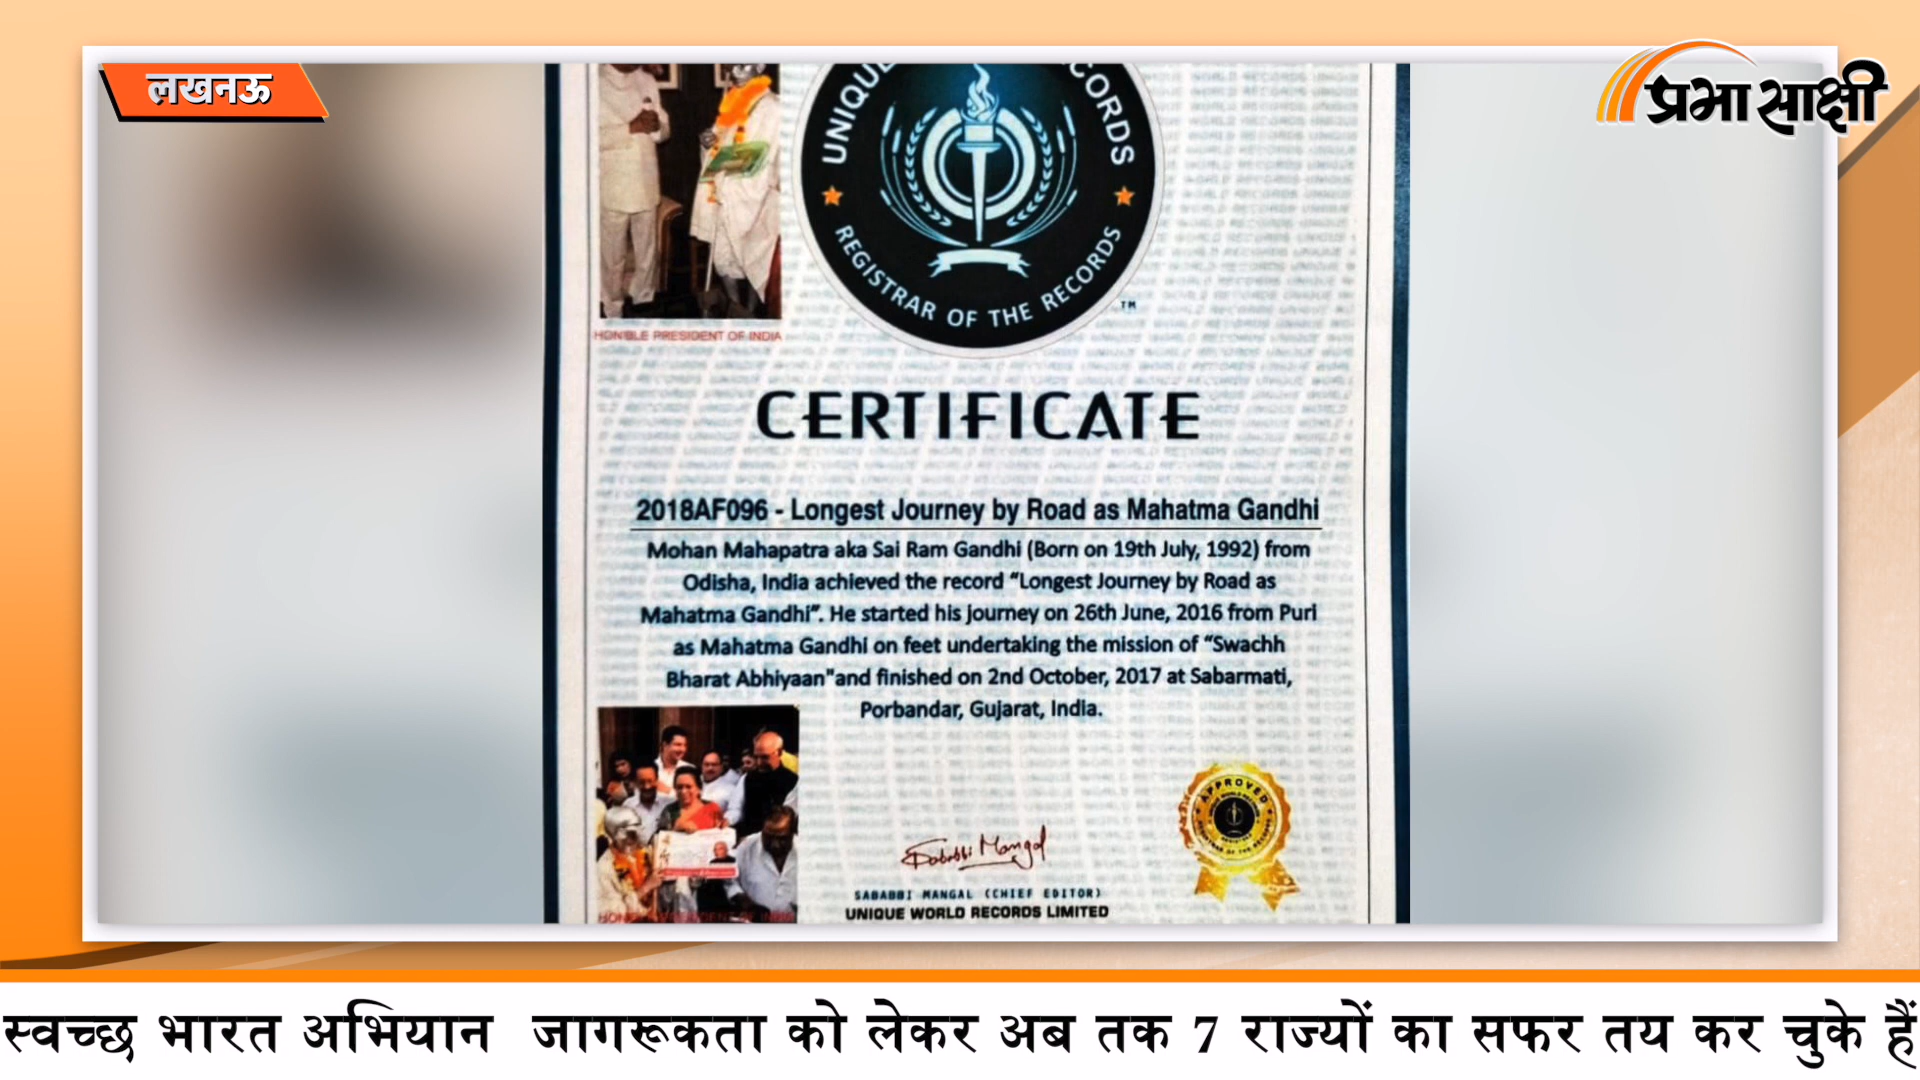 लखनऊ
प्रभासाक्षी
UNIQUE
CORDS
REGISTRAR OF THE RECORDS
TM
HON'BLE PRESIDENT OF INDIA
CERTIFICATE
2018AF096 - Longest Journey by Road as Mahatma Gandhi
Mohan Mahapatra aka Sai Ram Gandhi (Born on 19th July, 1992) from
Odisha, India achieved the record “Longest Journey by Road as
Mahatma Gandhi”. He started his journey on 26th June, 2016 from Puri
as Mahatma Gandhi on feet undertaking the mission of “Swachh
Bharat Abhiyaan"and finished on 2nd October, 2017 at Sabarmati,
Porbandar, Gujarat, India.
APPROVED
Sababbi Mangal
SABABBI MANGAL (CHIEF EDITOR)
UNIQUE WORLD RECORDS LIMITED
स्वच्छ भारत अभियान जागरूकता को लेकर अब तक 7 राज्यों का सफर तय कर चुके हैं